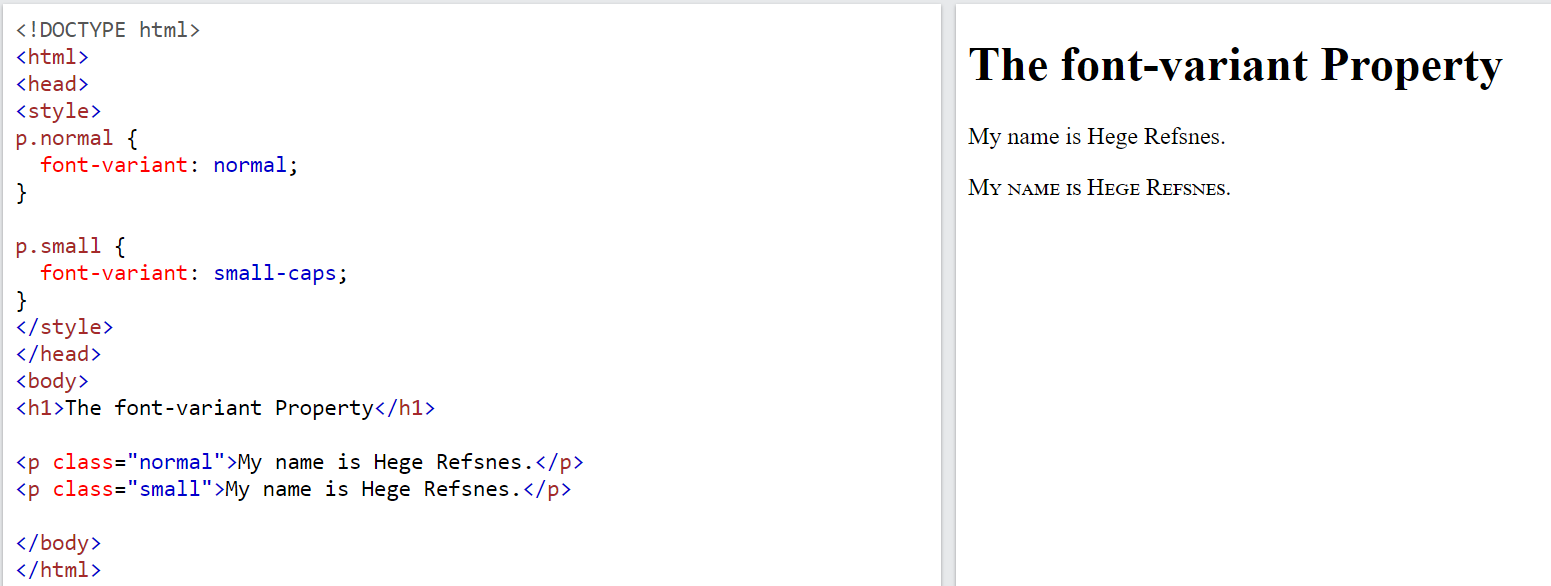 <!DOCTYPE html>
<html>
<head>
<style>
p.normal {
  font-variant: normal;
}

p.small {
  font-variant: small-caps;
}
</style>
</head>
<body>
<h1>The font-variant Property</h1>

<p class="normal">My name is Hege Refsnes.</p>
<p class="small">My name is Hege Refsnes.</p>

</body>
</html>
The font-variant Property
My name is Hege Refsnes.
My name is Hege Refsnes.